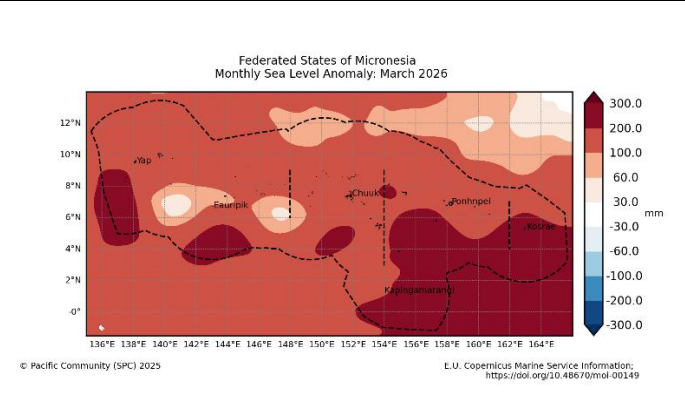 Federated States of Micronesia
Monthly Sea Level Anomaly: March 2026
12°N
10°N
8°N
6°N
4°N
2°N
-0°
136°E 138°E 140°E 142°E 144°E 146°E 148°E 150°E 152°E 154°E 156°E 158°E 160°E 162°E 164°E
Yap
Chuuk
Eauripik
Ponhnpel
Kosrae
Kapingamarangi
300.0
200.0
100.0
60.0
30.0
-30.0
-60.0
-100.0
-200.0
-300.0
mm
© Pacific Community (SPC) 2025
E.U. Copernicus Marine Service Information;
https://doi.org/10.48670/moi-00149